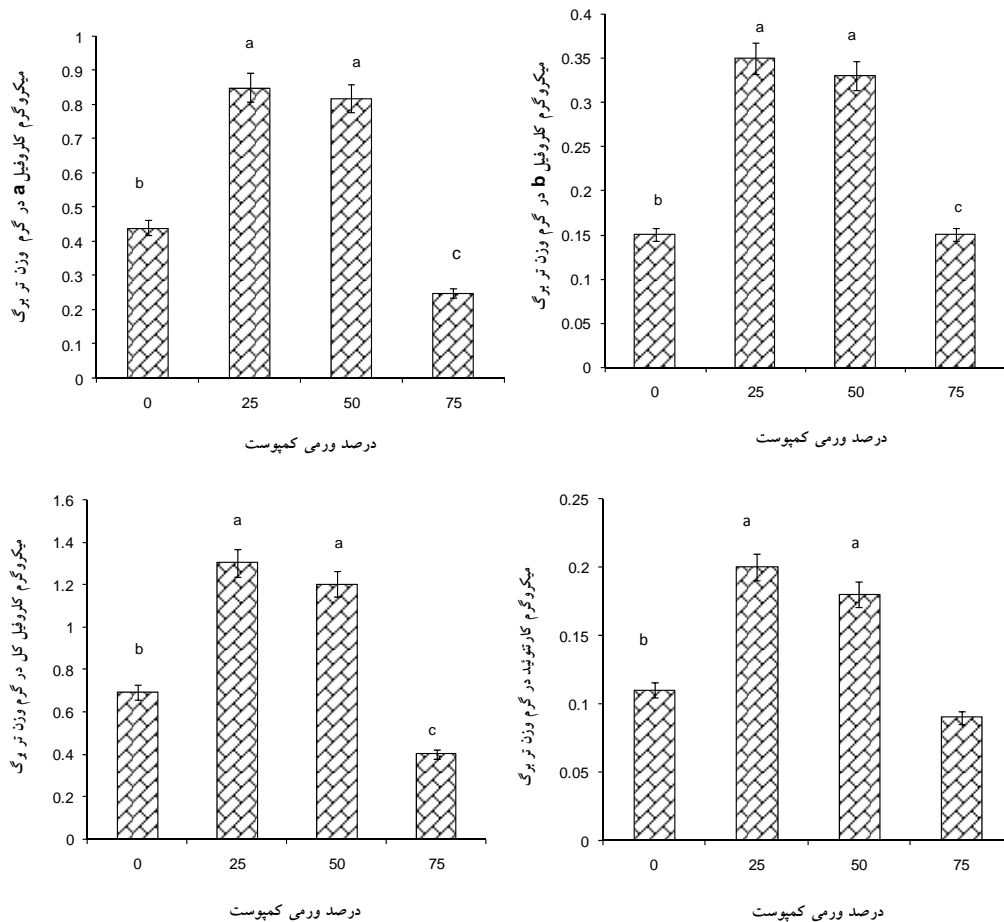 میکروگرم کلروفیل a در گرم وزن تر برگ
1
0.9
0.8
0.7
0.6
0.5
0.4
0.3
0.2
0.1
0
b
a
a
c
0 25 50 75
درصد ورمی کمپوست
میکروگرم کلروفیل b در گرم وزن تر برگ
0.4
0.35
0.3
0.25
0.2
0.15
0.1
0.05
0
b
a
a
c
0 25 50 75
درصد ورمی کمپوست
میکروگرم کلروفیل کل در گرم وزن تر برگ
1.6
1.4
1.2
1
0.8
0.6
0.4
0.2
0
b
a
a
c
0 25 50 75
درصد ورمی کمپوست
میکروگرم کارتنوئید در گرم وزن تر برگ
0.25
0.2
0.15
0.1
0.05
0
b
a
a
0 25 50 75
درصد ورمی کمپوست